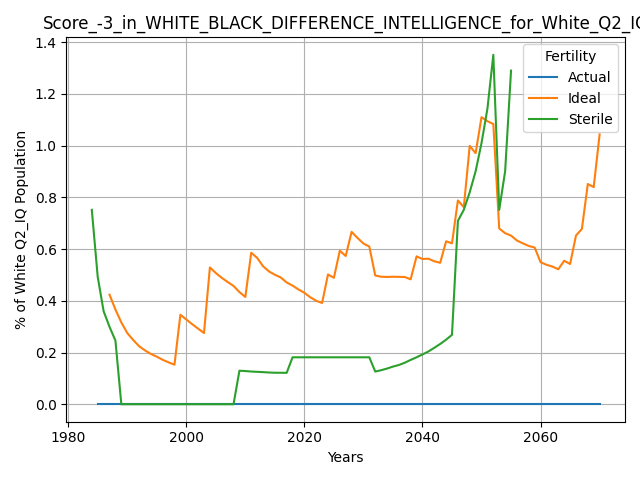 Score_-3_in_WHITE_BLACK_DIFFERENCE_INTELLIGENCE_for_White_Q2_IQ
Fertility
Actual
Ideal
Sterile
% of White Q2_IQ Population
1.4
1.2
1.0
0.8
0.6
0.4
0.2
0.0
1980 2000 2020 2040 2060
Years